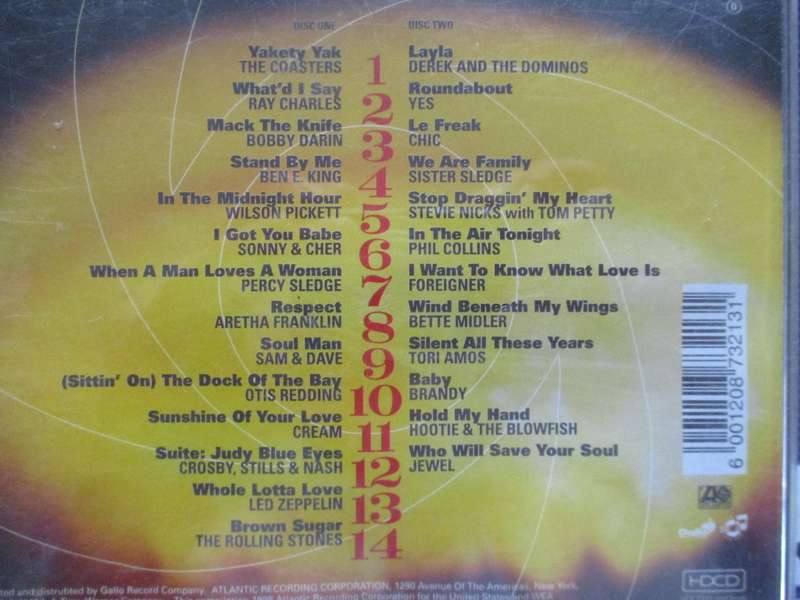 DISC ONE
Yakety Yak
THE COASTERS
What'd I Say
RAY CHARLES
Mack The Knife
BOBBY DARIN
Stand By Me
BEN E. KING
In The Midnight Hour
WILSON PICKETT
I Got You Babe
SONNY & CHER
When A Man Loves A Woman
PERCY SLEDGE
Respect
ARETHA FRANKLIN
Soul Man
SAM & DAVE
(Sittin' On) The Dock Of The Bay
OTIS REDDING
Sunshine Of Your Love
CREAM
Suite: Judy Blue Eyes
CROSBY, STILLS & NASH
Whole Lotta Love
LED ZEPPELIN
Brown Sugar
THE ROLLING STONES
1
2
3
4
5
6
7
8
9
10
11
12
13
14
DISC TWO
Layla
DEREK AND THE DOMINOS
Roundabout
YES
Le Freak
CHIC
We Are Family
SISTER SLEDGE
Stop Draggin' My Heart
STEVIE NICKS with TOM PETTY
In The Air Tonight
PHIL COLLINS
I Want To Know What Love Is
FOREIGNER
Wind Beneath My Wings
BETTE MIDLER
Silent All These Years
TORI AMOS
Baby
BRANDY
Hold My Hand
HOOTIE & THE BLOWFISH
Who Will Save Your Soul
JEWEL
6 001208 732131
HDCD
and distrubted by Gallo Record Company. ATLANTIC RECORDING CORPORATION, 1290 Avenue Of The Americas, New York,
This compilation 1998 Atlantic Recording Corporation for the United States and WEA